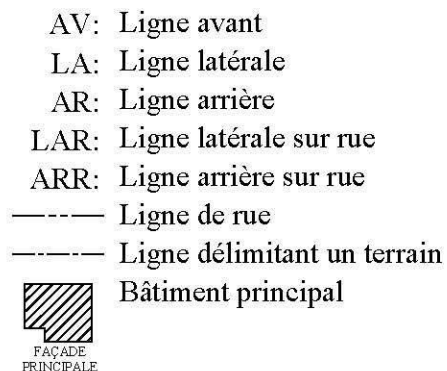 AV: Ligne avant
LA: Ligne latérale
AR: Ligne arrière
LAR: Ligne latérale sur rue
ARR: Ligne arrière sur rue
Ligne de rue
Ligne délimitant un terrain
Bâtiment principal
FAÇADE
PRINCIPALE